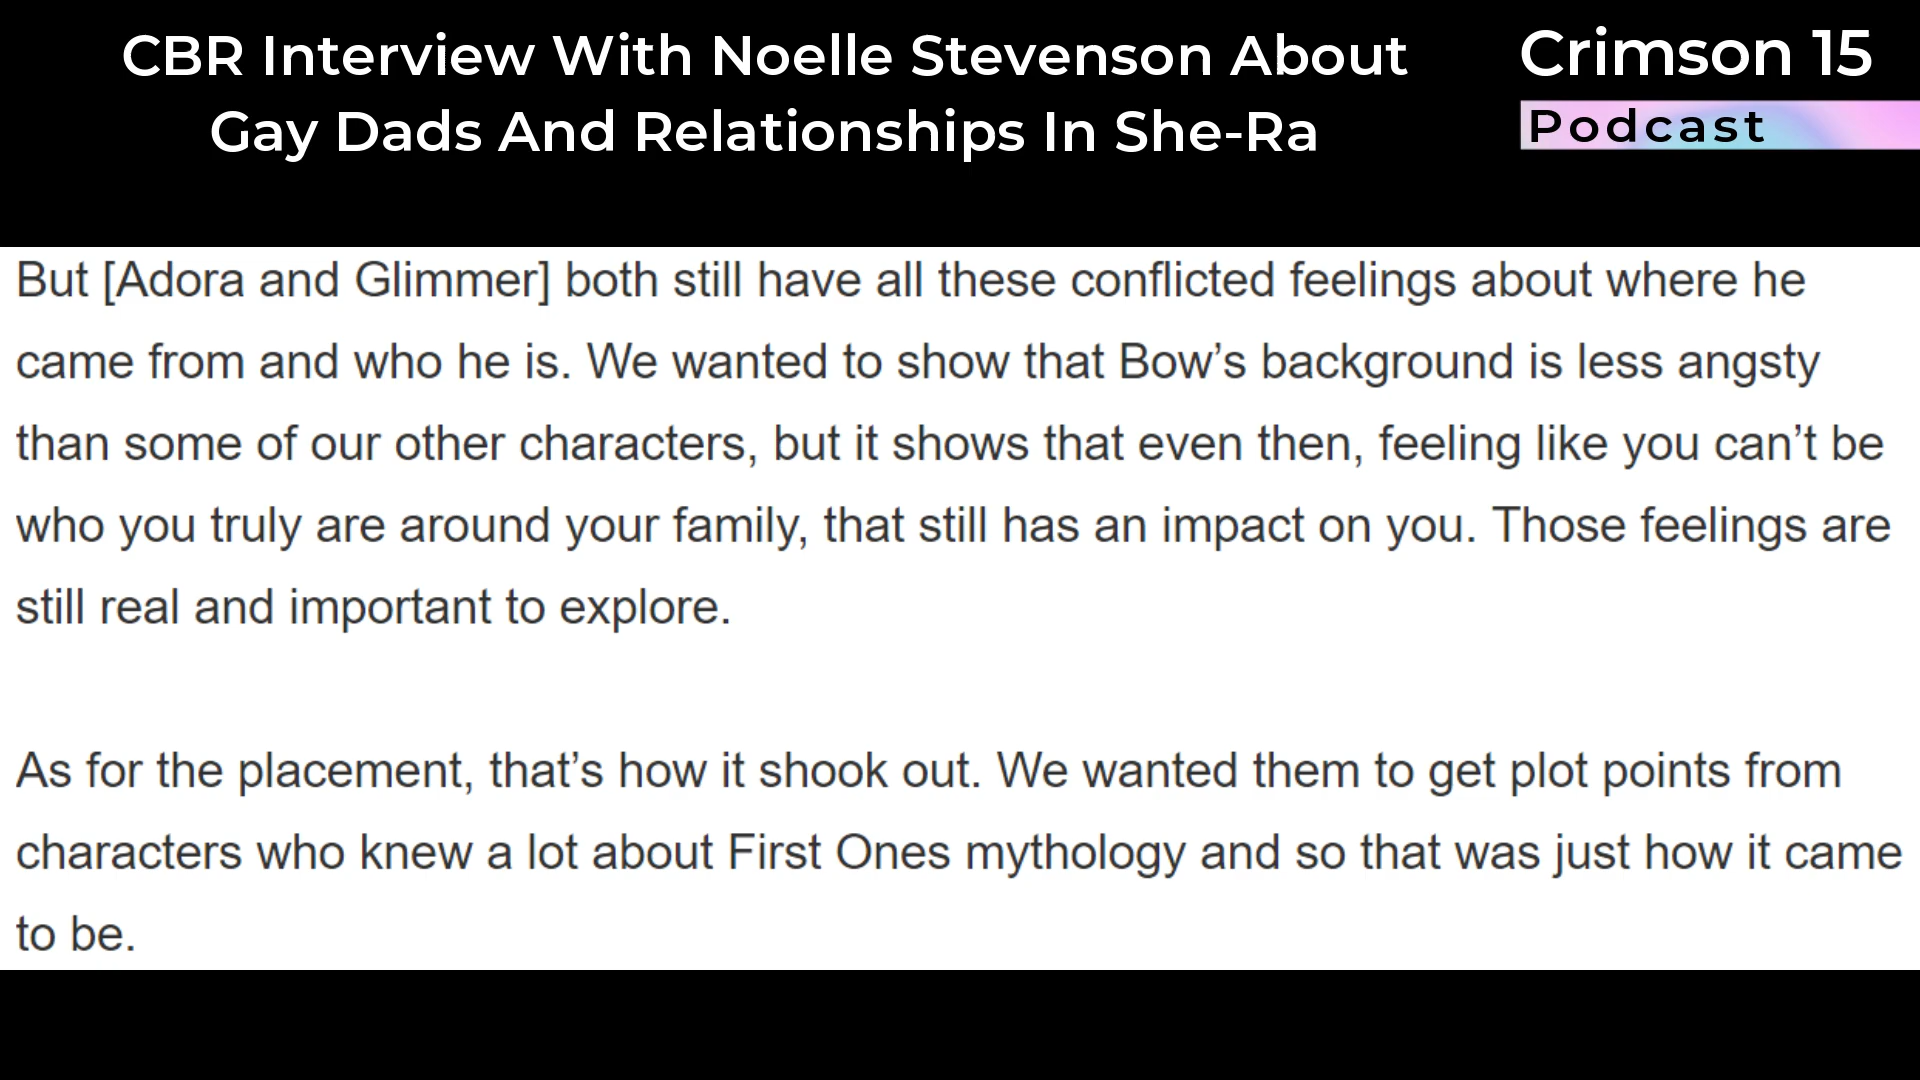 CBR Interview With Noelle Stevenson About
Gay Dads And Relationships In She-Ra
Crimson 15
Podcast
But [Adora and Glimmer] both still have all these conflicted feelings about where he
came from and who he is. We wanted to show that Bow’s background is less angsty
than some of our other characters, but it shows that even then, feeling like you can’t be
who you truly are around your family, that still has an impact on you. Those feelings are
still real and important to explore.
As for the placement, that’s how it shook out. We wanted them to get plot points from
characters who knew a lot about First Ones mythology and so that was just how it came
to be.